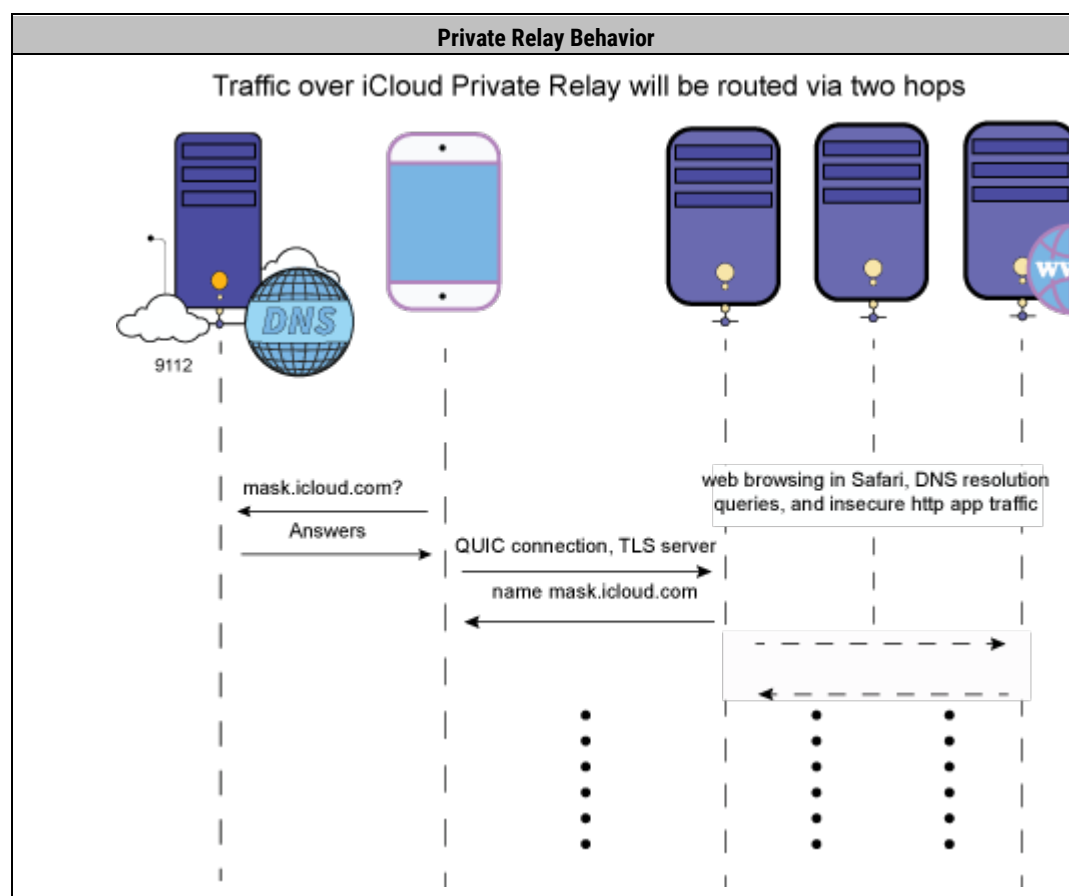 Private Relay Behavior
Traffic over iCloud Private Relay will be routed via two hops
DNS
9112
mask.icloud.com?
Answers
QUIC connection, TLS server
name mask.icloud.com
web browsing in Safari, DNS resolution
queries, and insecure http app traffic